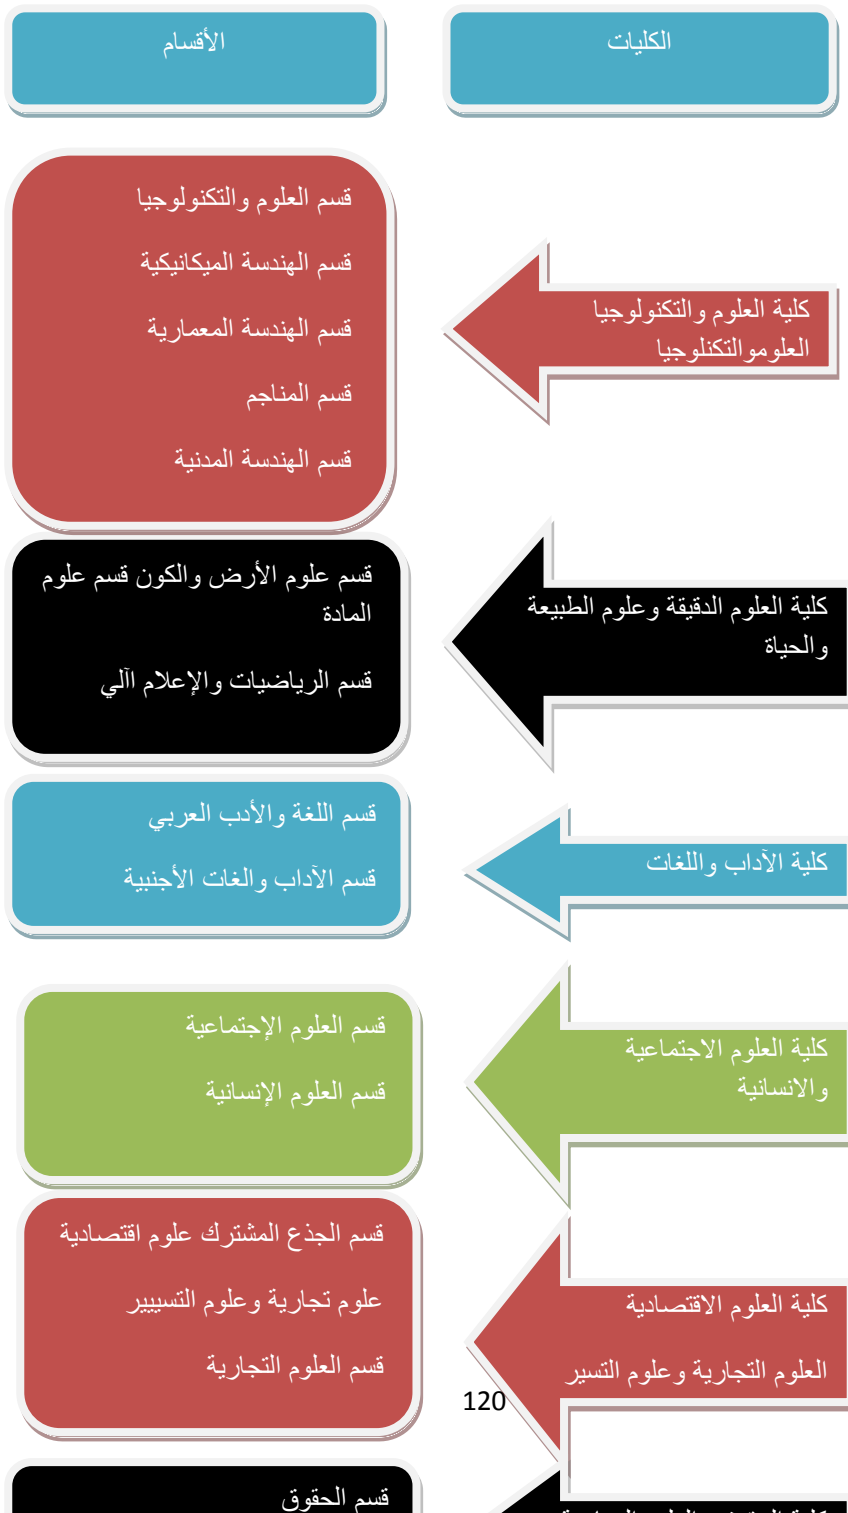 الكليات
الأقسام
كلية العلوم والتكنولوجيا
العلوموالتكنلوجيا
قسم العلوم والتكنولوجيا
قسم الهندسة الميكانيكية
قسم الهندسة المعمارية
قسم المناجم
قسم الهندسة المدنية
كلية العلوم الدقيقة وعلوم الطبيعة
والحياة
قسم علوم الأرض والكون قسم علوم
المادة
قسم الرياضيات والإعلام اآلي
كلية الآداب واللغات
قسم اللغة والأدب العربي
قسم الآداب والغات الأجنبية
كلية العلوم الاجتماعية
والانسانية
قسم العلوم الإجتماعية
قسم العلوم الإنسانية
كلية العلوم الاقتصادية
العلوم التجارية وعلوم التسير
قسم الجذع المشترك علوم اقتصادية
علوم تجارية وعلوم التسييير
قسم العلوم التجارية
120
قسم الحقوق